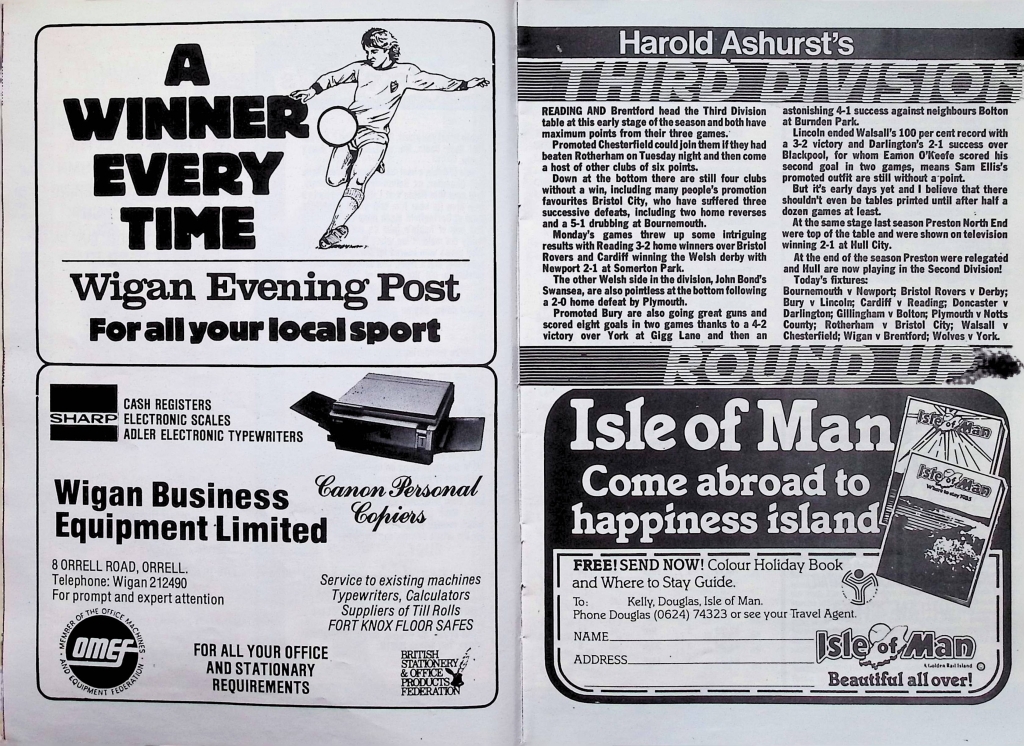 A
WINNER
EVERY
TIME
Wigan Evening Post
For all your local sport
SHARP
CASH REGISTERS
ELECTRONIC SCALES
ADLER ELECTRONIC TYPEWRITERS
Canon Personal
Copiers
Wigan Business
Equipment Limited
8 ORRELL ROAD, ORRELL.
Telephone: Wigan 212490
For prompt and expert attention
Service to existing machines
Typewriters, Calculators
Suppliers of Till Rolls
FORT KNOX FLOOR SAFES
MEMBER OF THE OFFICE MACHINES
AND EQUIPMENT FEDERATION
OMEF
FOR ALL YOUR OFFICE
AND STATIONARY
REQUIREMENTS
BRITISH
STATIONERY
& OFFICE
PRODUCTS
FEDERATION
Harold Ashurst's
THIRD DIVISION
READING AND Brentford head the Third Division
table at this early stage of the season and both have
maximum points from their three games.
Promoted Chesterfield could join them if they had
beaten Rotherham on Tuesday night and then come
a host of other clubs of six points.
Down at the bottom there are still four clubs
without a win, including many people's promotion
favourites Bristol City, who have suffered three
successive defeats, including two home reverses
and a 5-1 drubbing at Bournemouth.
Monday's games threw up some intriguing
results with Reading 3-2 home winners over Bristol
Rovers and Cardiff winning the Welsh derby with
Newport 2-1 at Somerton Park.
The other Welsh side in the division, John Bond's
Swansea, are also pointless at the bottom following
a 2-0 home defeat by Plymouth.
Promoted Bury are also going great guns and
scored eight goals in two games thanks to a 4-2
victory over York at Gigg Lane and then an
astonishing 4-1 success against neighbours Bolton
at Burnden Park.
Lincoln ended Walsall's 100 per cent record with
a 3-2 victory and Darlington's 2-1 success over
Blackpool, for whom Eamon O'Keefe scored his
second goal in two games, means Sam Ellis's
promoted outfit are still without a point.
But it's early days yet and I believe that there
shouldn't even be tables printed until after half a
dozen games at least.
At the same stage last season Preston North End
were top of the table and were shown on television
winning 2-1 at Hull City.
At the end of the season Preston were relegated
and Hull are now playing in the Second Division!
Today's fixtures:
Bournemouth v Newport; Bristol Rovers v Derby;
Bury v Lincoln; Cardiff v Reading; Doncaster v
Darlington; Gillingham v Bolton; Plymouth v Notts
County; Rotherham v Bristol City; Walsall v
Chesterfield; Wigan v Brentford; Wolves v York.
ROUND UP
Isle of Man
Come abroad to
happiness island
Isle of Man
Isle of Man
Where to stay 1985
FREE! SEND NOW! Colour Holiday Book
and Where to Stay Guide.
To: Kelly, Douglas, Isle of Man.
Phone Douglas (0624) 74323 or see your Travel Agent.
NAME
ADDRESS
Isle of Man
A Golden Rail Island
Beautiful all over!